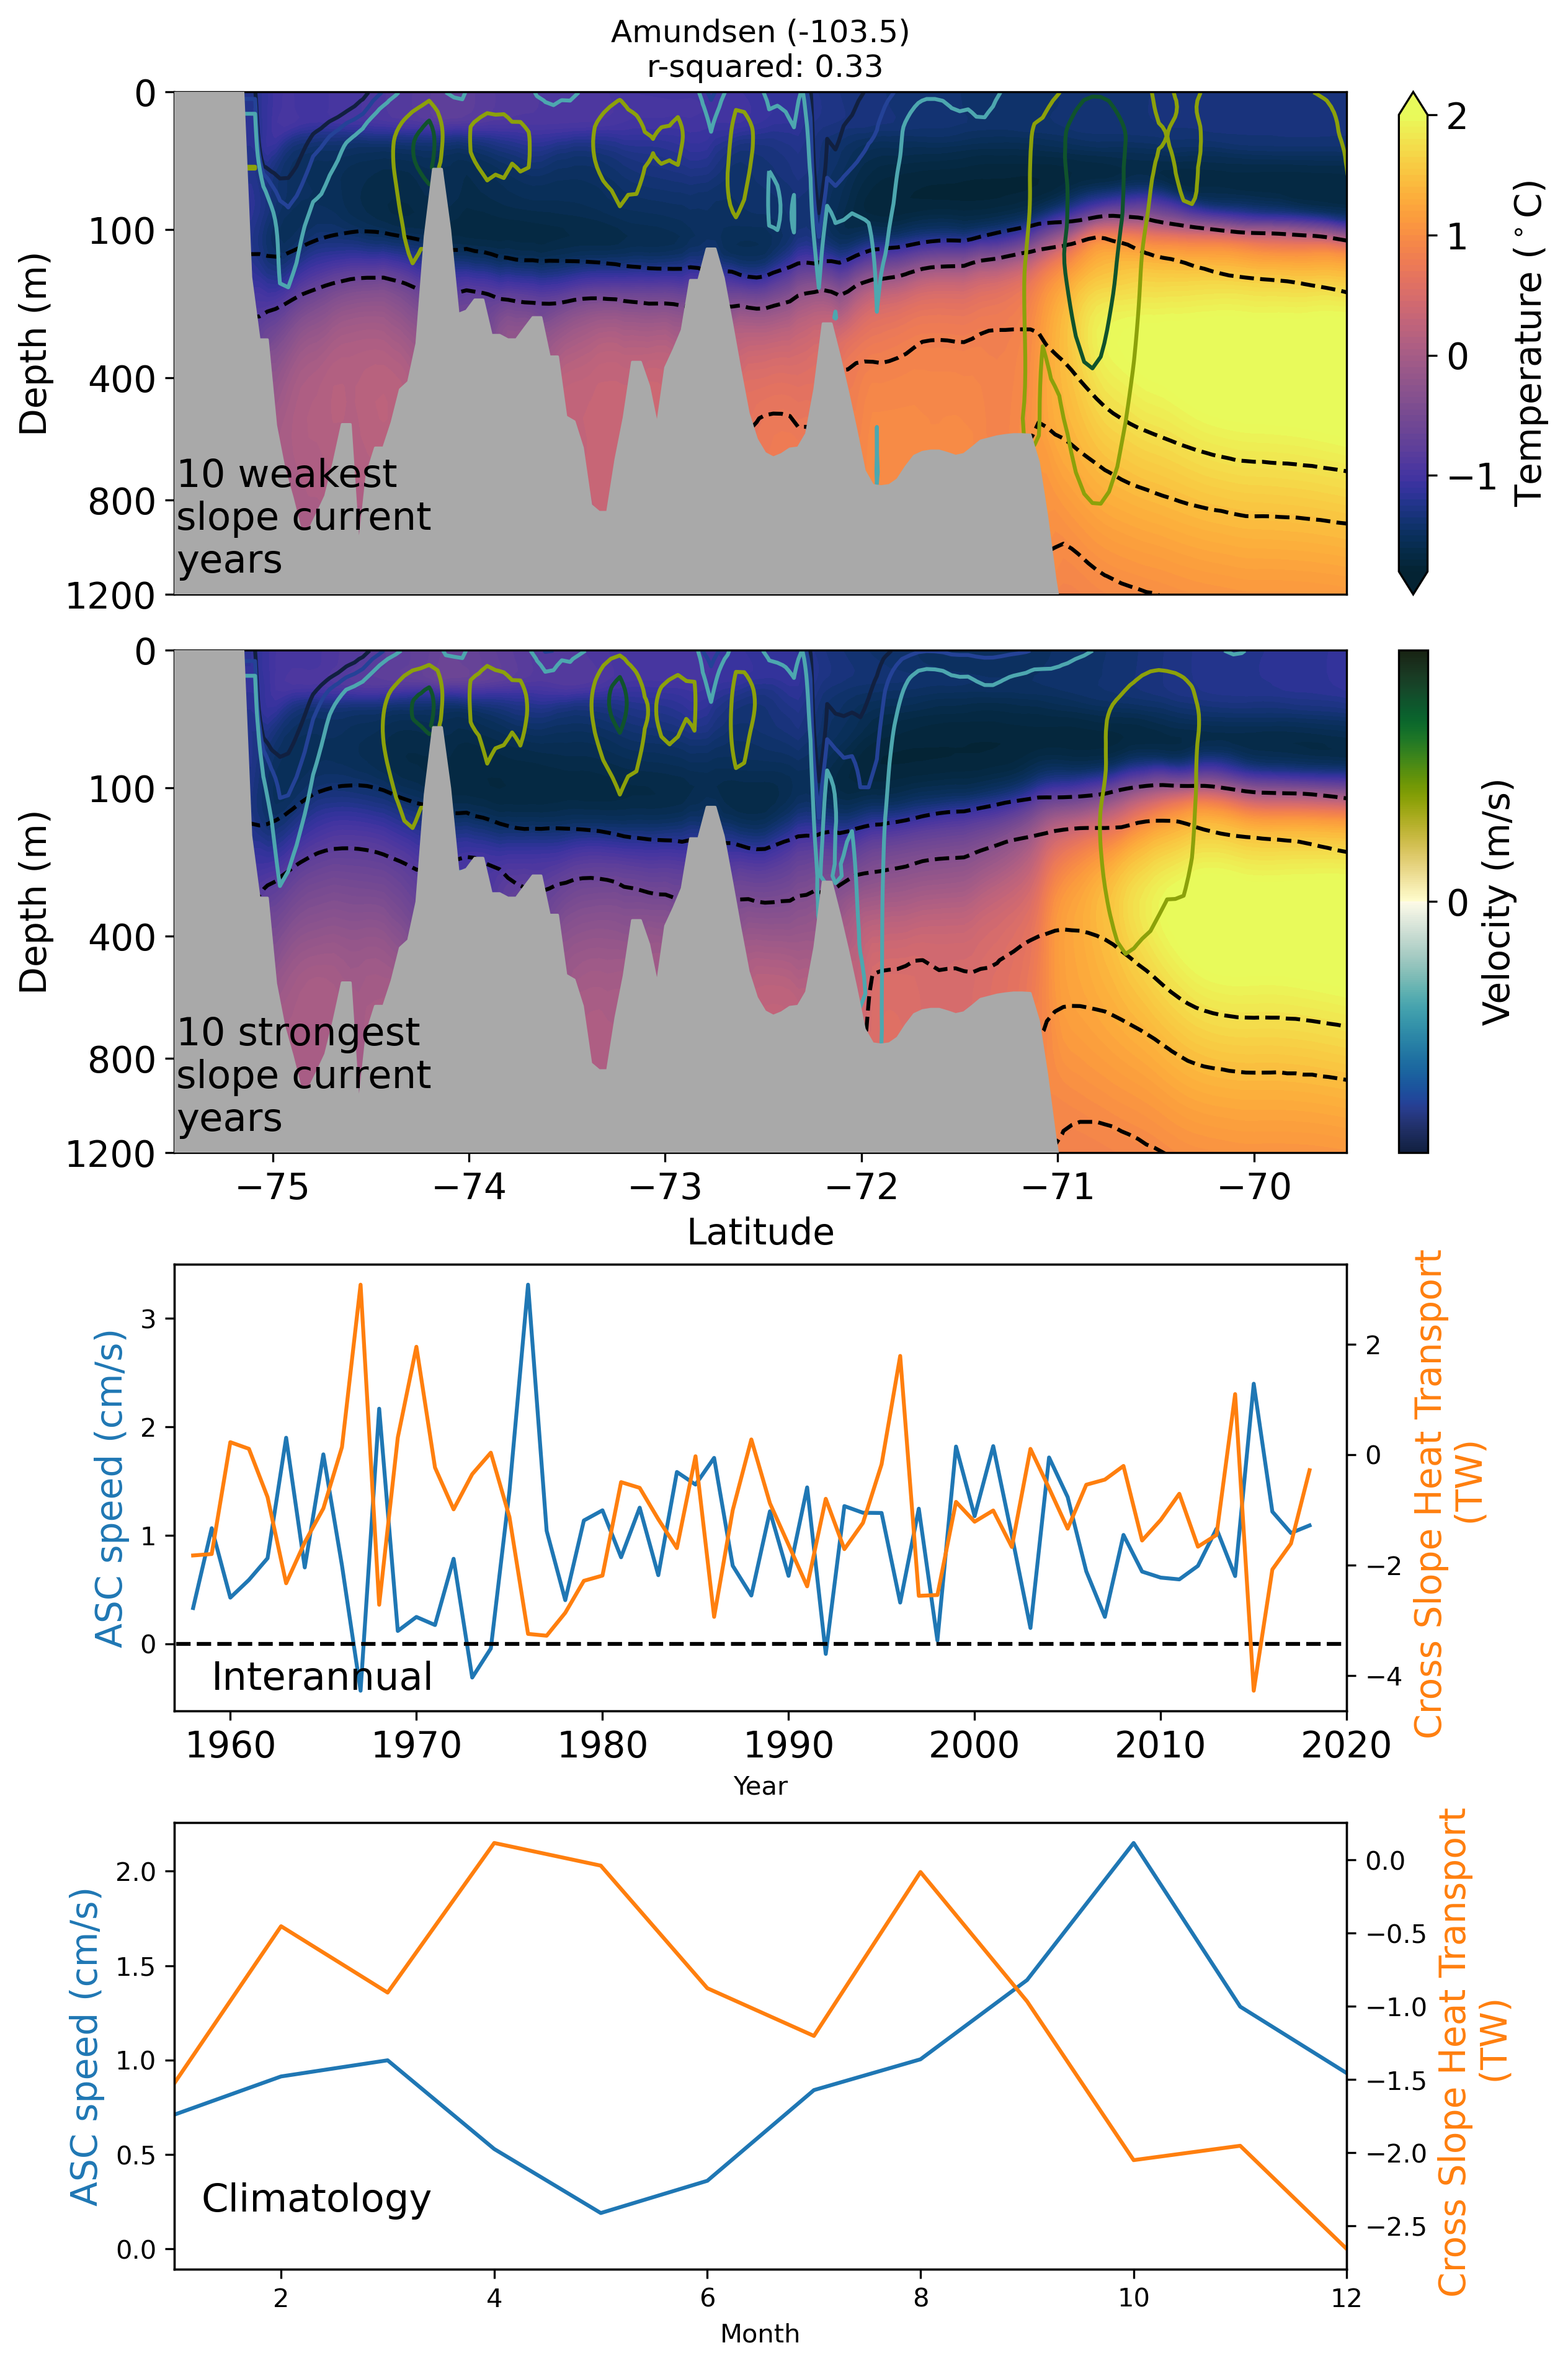 Amundsen (-103.5)
r-squared: 0.33
0
100
400
800
1200
Depth (m)
10 weakest
slope current
years
2
1
0
−1
Temperature (°C)
0
100
400
800
1200
Depth (m)
10 strongest
slope current
years
−75
−74
−73
−72
−71
−70
Latitude
0
Velocity (m/s)
3
2
1
0
ASC speed (cm/s)
Interannual
2
0
−2
−4
Cross Slope Heat Transport
(TW)
1960
1970
1980
1990
2000
2010
2020
Year
2.0
1.5
1.0
0.5
0.0
ASC speed (cm/s)
Climatology
0.0
−0.5
−1.0
−1.5
−2.0
−2.5
Cross Slope Heat Transport
(TW)
2
4
6
8
10
12
Month